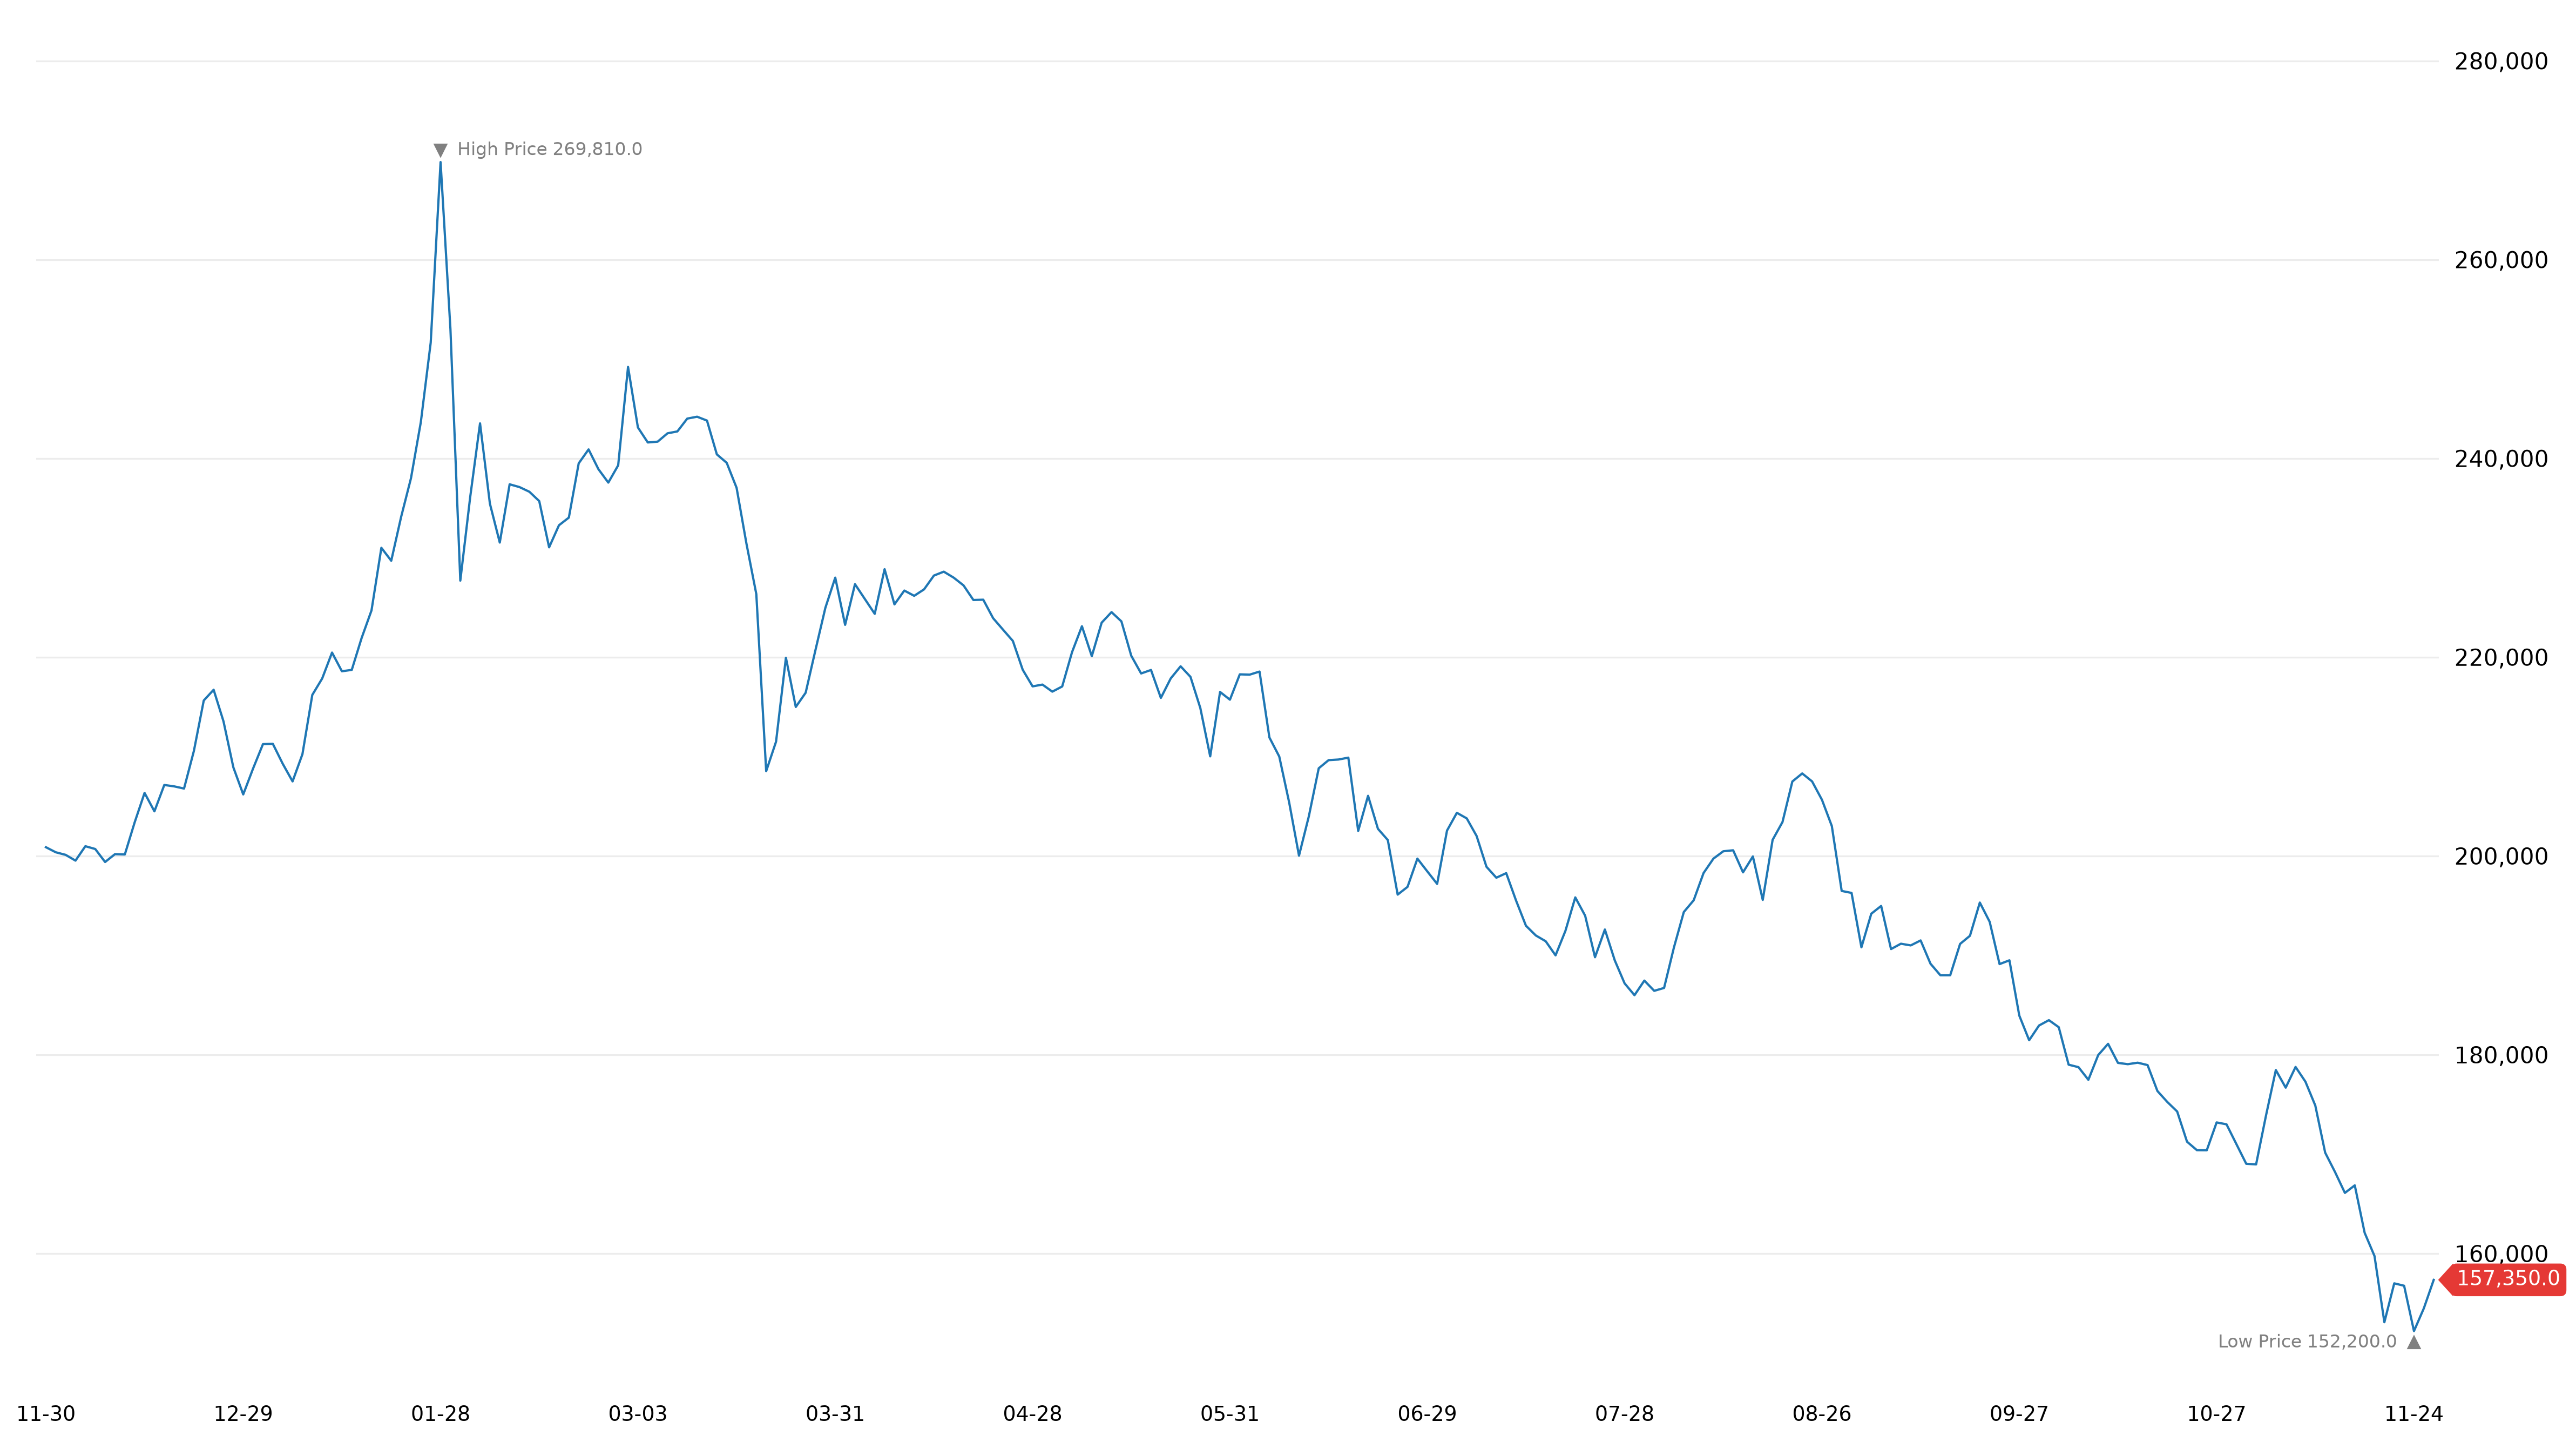 280,000
▼ High Price 269,810.0
260,000
240,000
220,000
200,000
180,000
160,000
157,350.0
Low Price 152,200.0 ▲
11-30 12-29 01-28 03-03 03-31 04-28 05-31 06-29 07-28 08-26 09-27 10-27 11-24